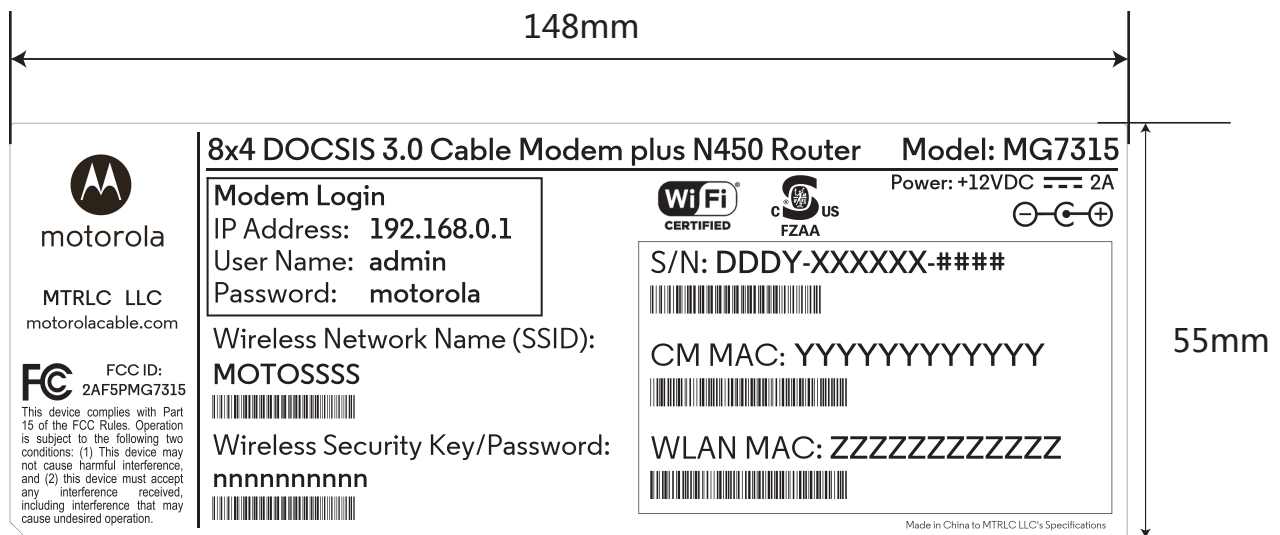 148mm
8x4 DOCSIS 3.0 Cable Modem plus N450 Router Model: MG7315
motorola
MTRLC LLC
motorolacable.com
FC FCC ID:
2AF5PMG7315
This device complies with Part
15 of the FCC Rules. Operation
is subject to the following two
conditions: (1) This device may
not cause harmful interference,
and (2) this device must accept
any interference received,
including interference that may
cause undesired operation.
Modem Login
IP Address: 192.168.0.1
User Name: admin
Password: motorola
Wireless Network Name (SSID):
MOTOSSSS
Wireless Security Key/Password:
nnnnnnnnnn
Wi Fi ®
CERTIFIED
C S ® US
FZAA
Power: +12VDC 2A
S/N: DDDY-XXXXXX-####
CM MAC: YYYYYYYYYYYY
WLAN MAC: ZZZZZZZZZZZZ
Made in China to MTRLC LLC's Specifications
55mm